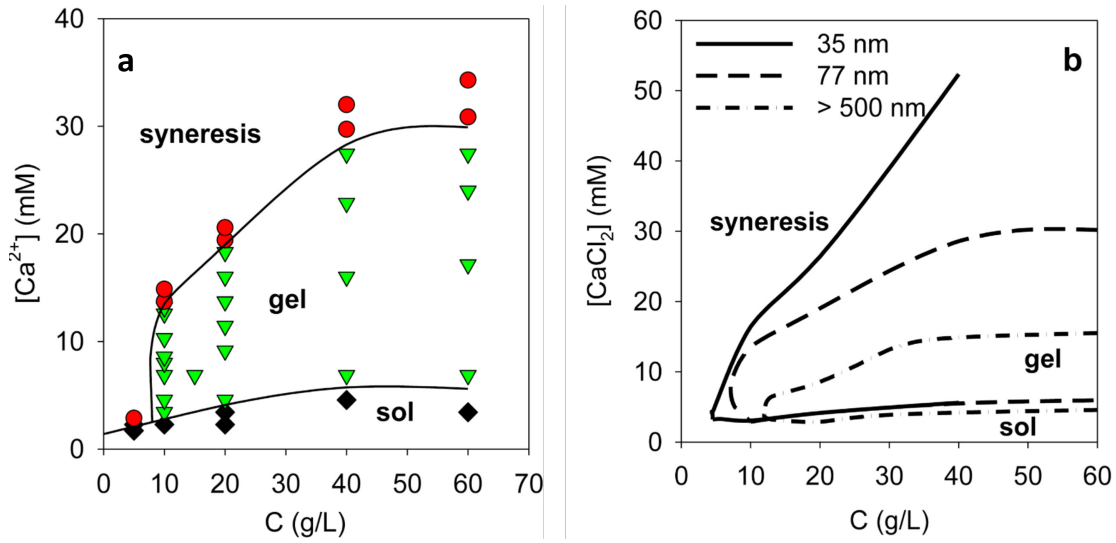 a
40
30
20
10
0
[Ca²⁺] (mM)
syneresis
gel
sol
0 10 20 30 40 50 60 70
C (g/L)
b
60
50
40
30
20
10
0
[CaCl₂] (mM)
35 nm
77 nm
> 500 nm
syneresis
gel
sol
0 10 20 30 40 50 60
C (g/L)